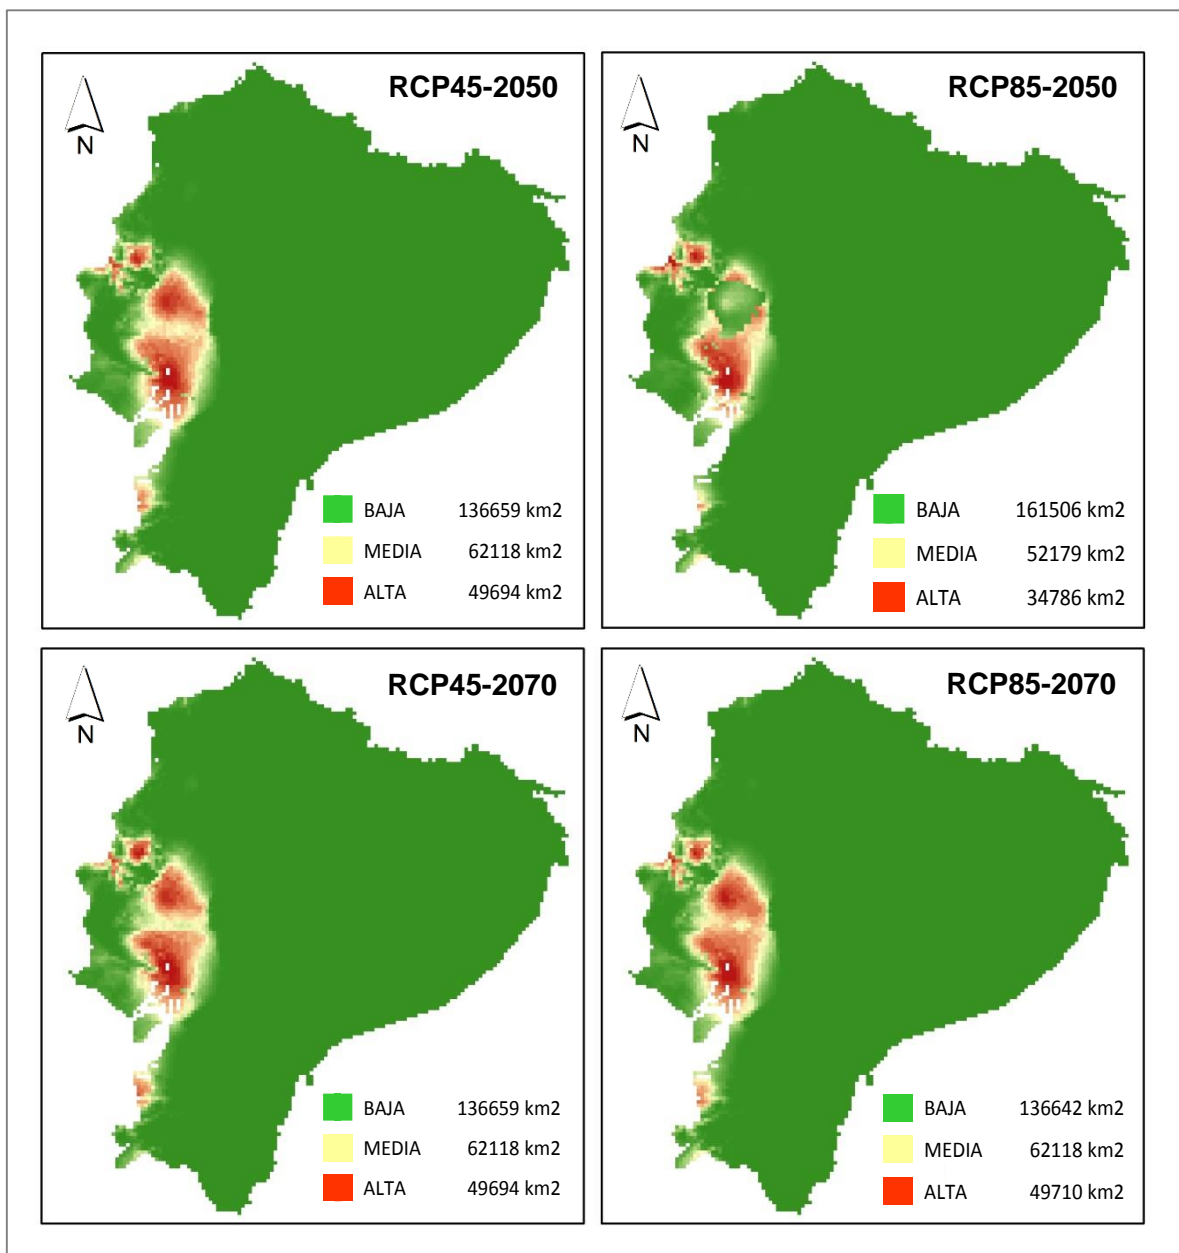 RCP45-2050
N
BAJA 136659 km2
MEDIA 62118 km2
ALTA 49694 km2
RCP85-2050
N
BAJA 161506 km2
MEDIA 52179 km2
ALTA 34786 km2
RCP45-2070
N
BAJA 136659 km2
MEDIA 62118 km2
ALTA 49694 km2
RCP85-2070
N
BAJA 136642 km2
MEDIA 62118 km2
ALTA 49710 km2